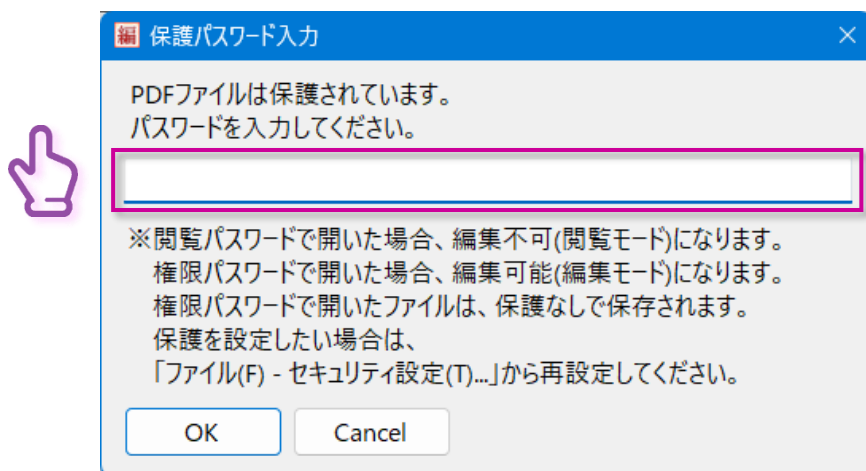 編 保護パスワード入力
PDFファイルは保護されています。
パスワードを入力してください。
※閲覧パスワードで開いた場合、編集不可(閲覧モード)になります。
権限パスワードで開いた場合、編集可能(編集モード)になります。
権限パスワードで開いたファイルは、保護なしで保存されます。
保護を設定したい場合は、
「ファイル(F) - セキュリティ設定(T)...」から再設定してください。
OK Cancel